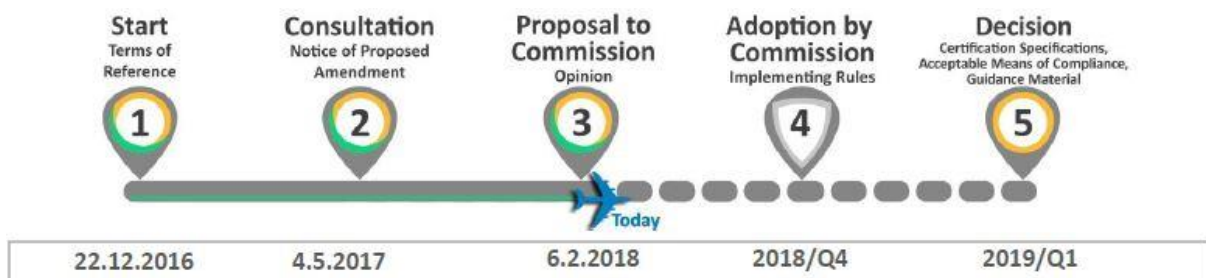 Start
Terms of
Reference
Consultation
Notice of Proposed
Amendment
Proposal to
Commission
Opinion
Adoption by
Commission
Implementing Rules
Decision
Certification Specifications,
Acceptable Means of Compliance,
Guidance Material
1
2
3
4
5
Today
22.12.2016
4.5.2017
6.2.2018
2018/Q4
2019/Q1